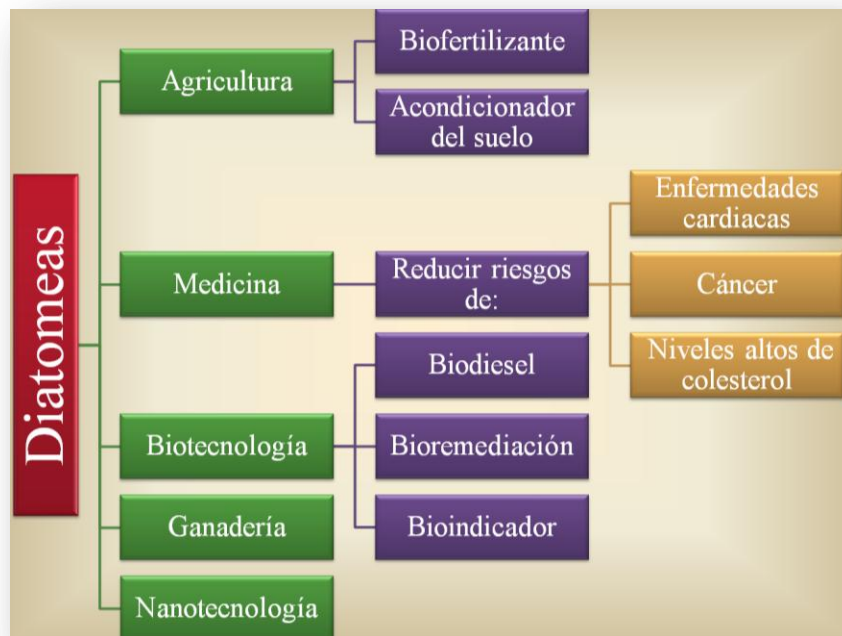 Diatomeas
Agricultura
Biofertilizante
Acondicionador
del suelo
Medicina
Reducir riesgos
de:
Enfermedades
cardiacas
Cáncer
Niveles altos de
colesterol
Biotecnología
Biodiesel
Bioremediación
Bioindicador
Ganadería
Nanotecnología